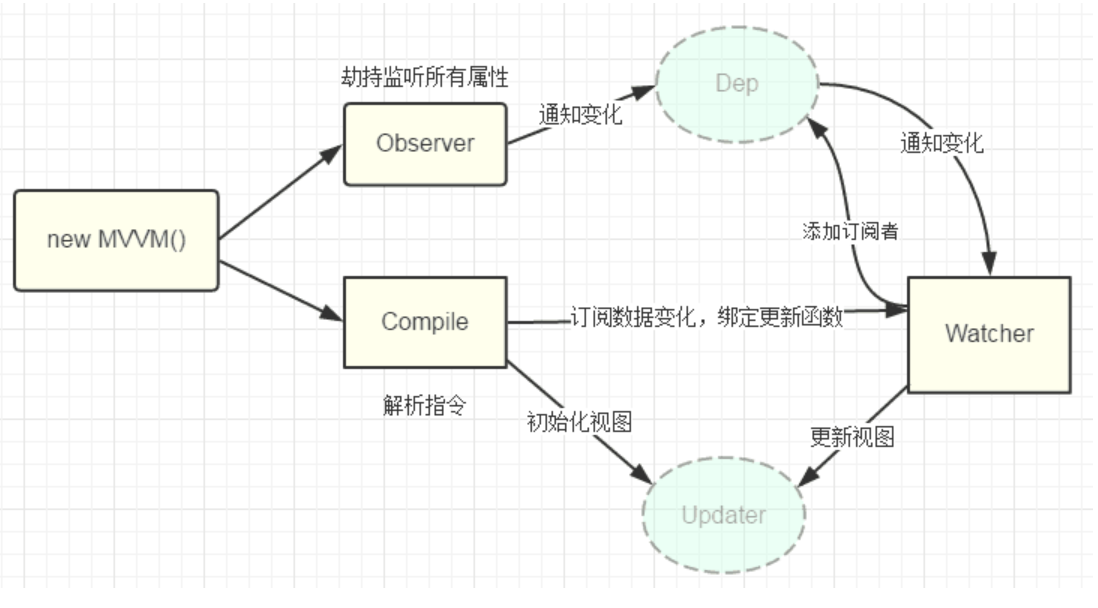 劫持监听所有属性
Dep
通知变化
Observer
通知变化
new MVVM()
添加订阅者
Compile
订阅数据变化，绑定更新函数
Watcher
解析指令
初始化视图
更新视图
Updater